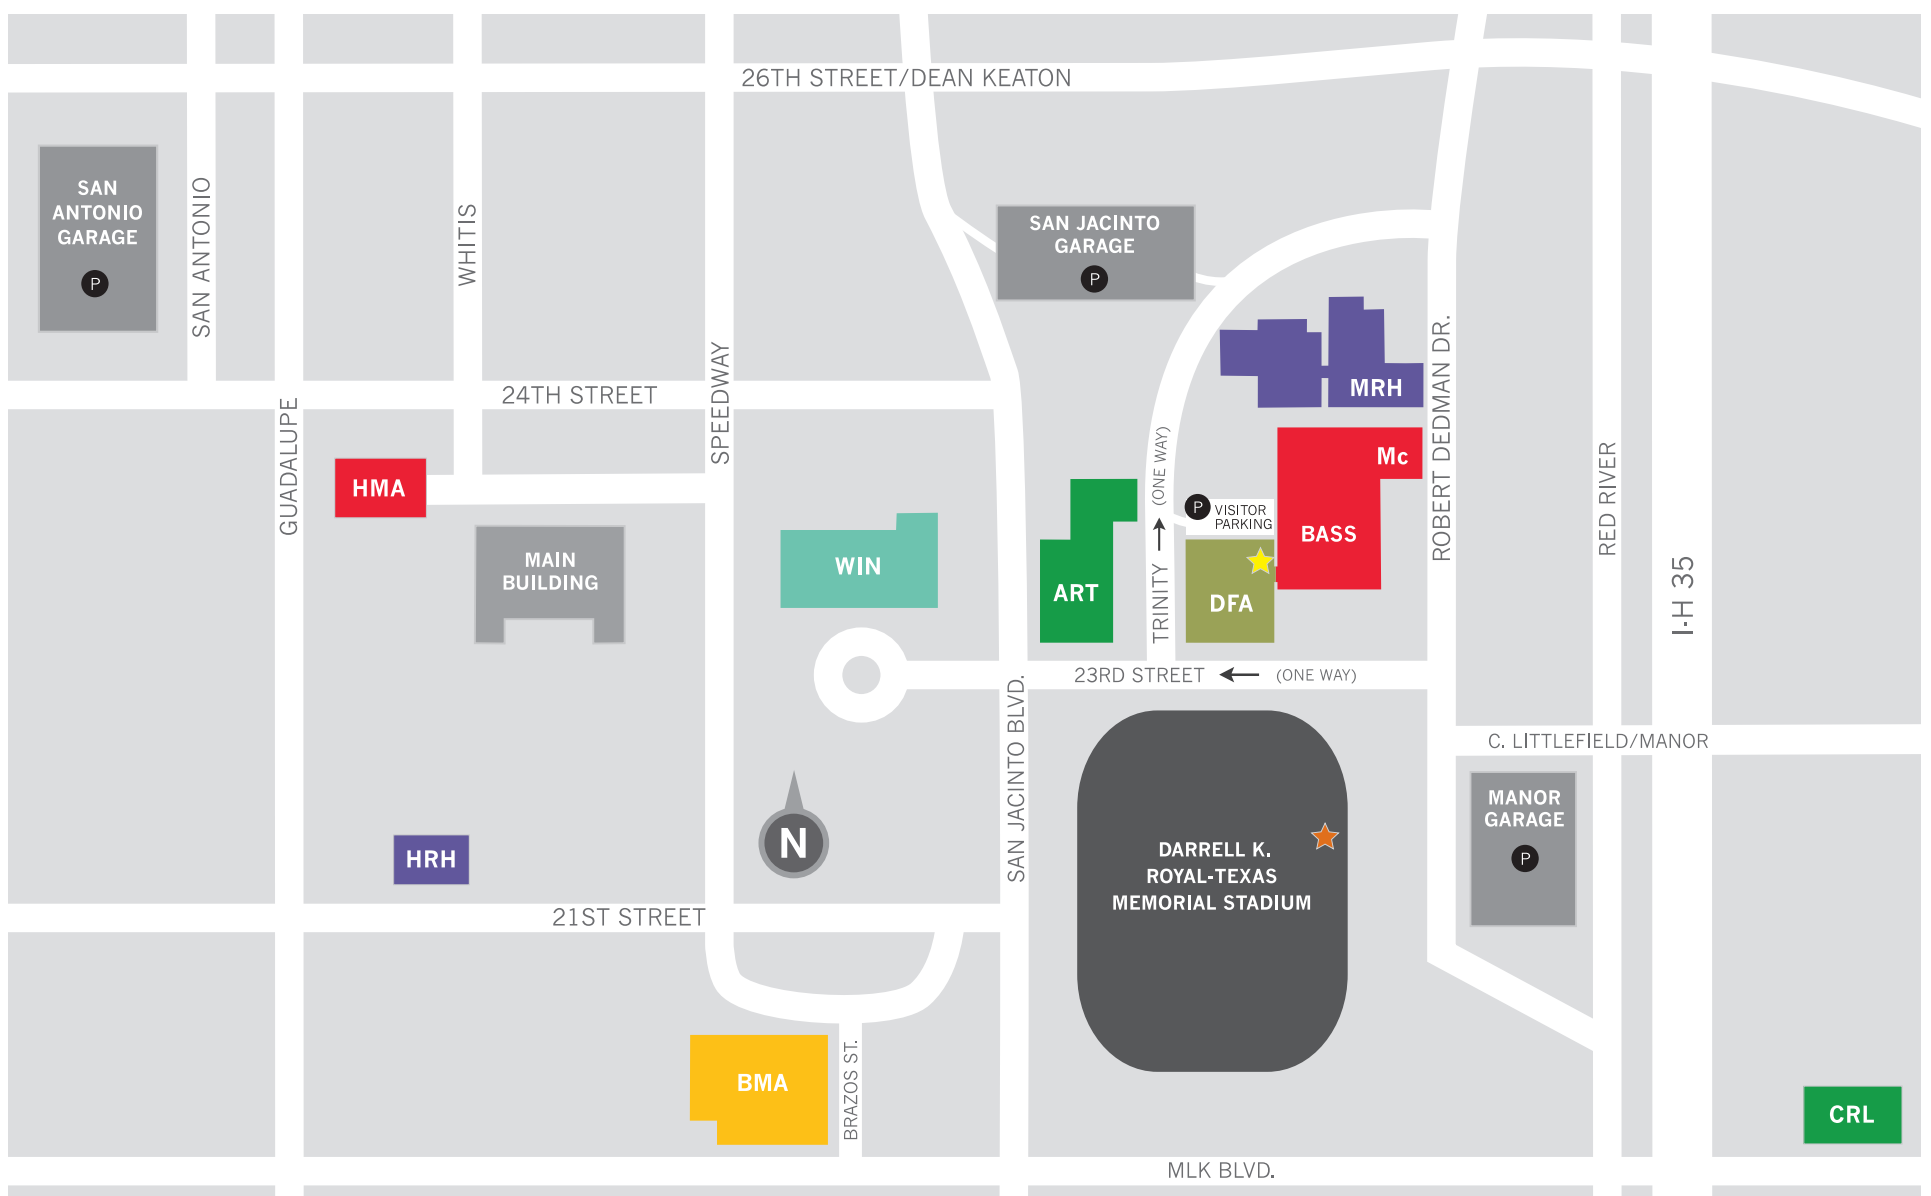 26TH STREET/DEAN KEATON
SAN
ANTONIO
GARAGE
P
SAN ANTONIO
WHITIS
SAN JACINTO
GARAGE
P
MRH
ROBERT DEDMAN DR.
24TH STREET
SPEEDWAY
GUADALUPE
HMA
Mc
BASS
TRINITY
(ONE WAY)
P
VISITOR
PARKING
RED RIVER
I-H 35
MAIN
BUILDING
WIN
ART
DFA
23RD STREET
(ONE WAY)
SAN JACINTO BLVD.
C. LITTLEFIELD/MANOR
MANOR
GARAGE
P
N
DARRELL K.
ROYAL-TEXAS
MEMORIAL STADIUM
HRH
21ST STREET
BMA
BRAZOS ST.
CRL
MLK BLVD.